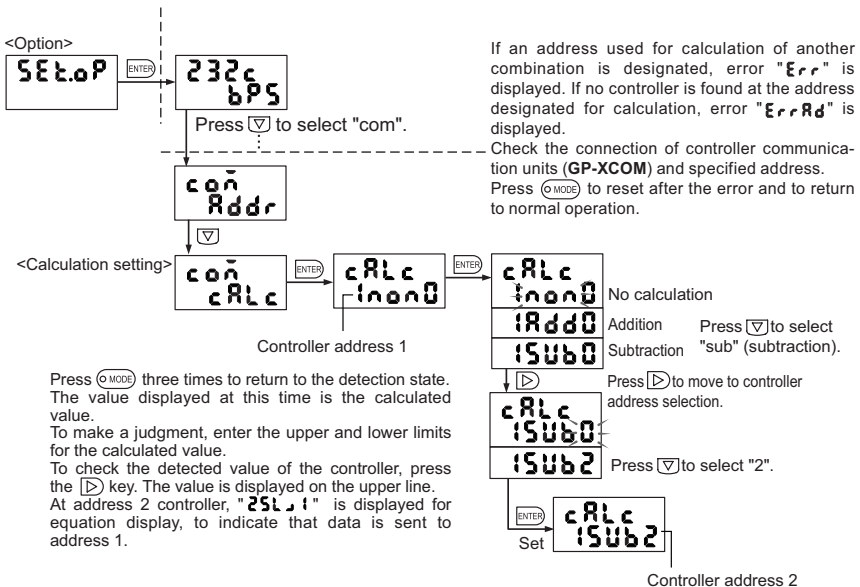 <Option>
SEt.oP
ENTER
232c
bPS
Press ▽ to select "com".
com
Addr
▽
<Calculation setting>
com
cALc
ENTER
cALc
1non0
Controller address 1
ENTER
cALc
1non0
No calculation
1Add0
Addition
1SUb0
Subtraction
Press ▽ to select
"sub" (subtraction).
▷
Press ▷ to move to controller
address selection.
cALc
1SUb0
1SUb2
Press ▽ to select "2".
ENTER
Set
cALc
1SUb2
Controller address 2
If an address used for calculation of another
combination is designated, error "Err" is
displayed. If no controller is found at the address
designated for calculation, error "ErrAd" is
displayed.
Check the connection of controller communica-
tion units (GP-XCOM) and specified address.
Press MODE to reset after the error and to return
to normal operation.
Press MODE three times to return to the detection state.
The value displayed at this time is the calculated
value.
To make a judgment, enter the upper and lower limits
for the calculated value.
To check the detected value of the controller, press
the ▷ key. The value is displayed on the upper line.
At address 2 controller, " " is displayed for
equation display, to indicate that data is sent to
address 1.